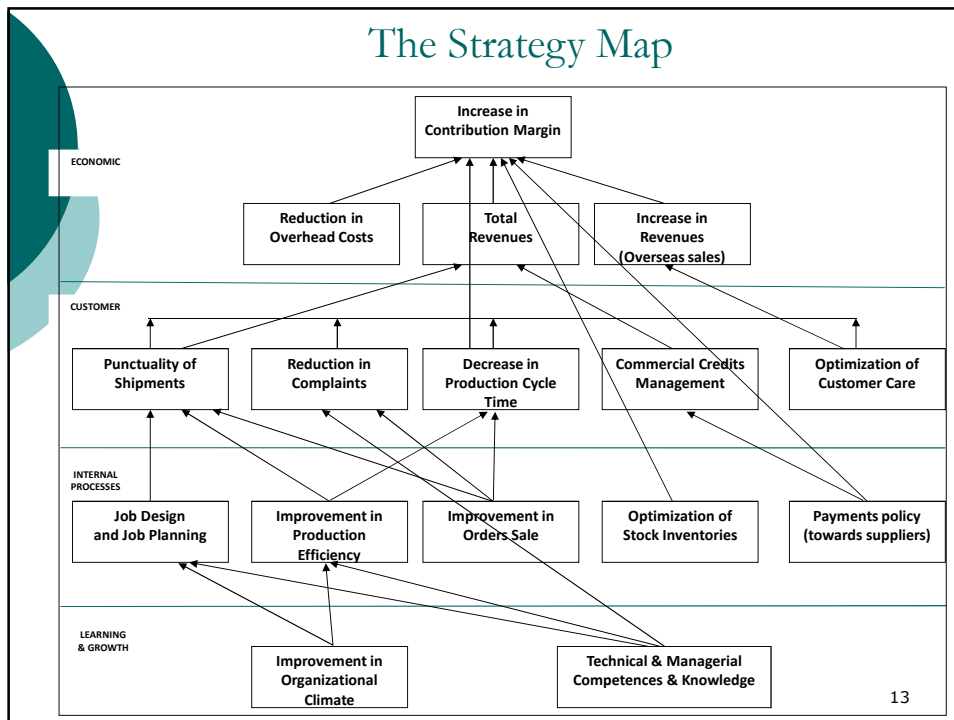 The Strategy Map
Increase in
Contribution Margin
ECONOMIC
Reduction in
Overhead Costs
Total
Revenues
Increase in
Revenues
(Overseas sales)
CUSTOMER
Punctuality of
Shipments
Reduction in
Complaints
Decrease in
Production Cycle
Time
Commercial Credits
Management
Optimization of
Customer Care
INTERNAL
PROCESSES
Job Design
and Job Planning
Improvement in
Production
Efficiency
Improvement in
Orders Sale
Optimization of
Stock Inventories
Payments policy
(towards suppliers)
LEARNING
& GROWTH
Improvement in
Organizational
Climate
Technical & Managerial
Competences & Knowledge
13